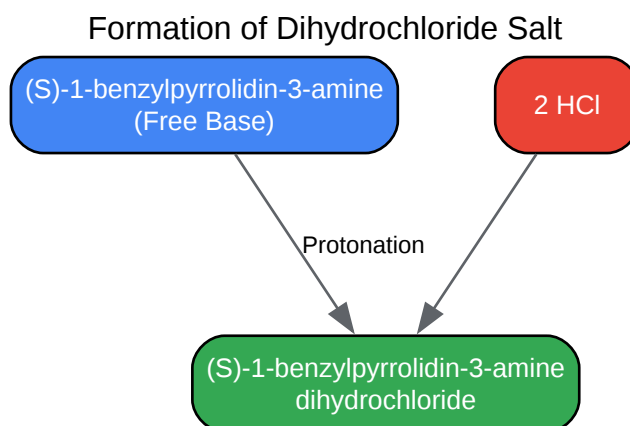 Formation of Dihydrochloride Salt
(S)-1-benzylpyrrolidin-3-amine
(Free Base)
2 HCl
Protonation
(S)-1-benzylpyrrolidin-3-amine
dihydrochloride